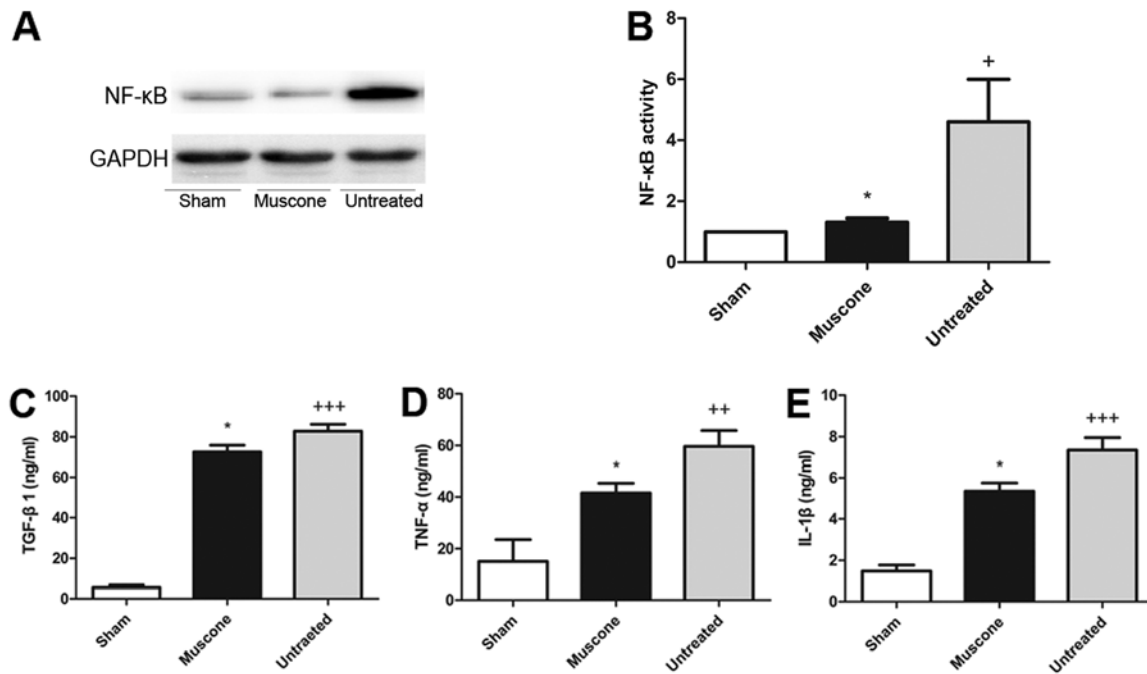 A
NF-κB
GAPDH
Sham Muscone Untreated
B
NF-κB activity
8
6
4
2
0
+
*
Sham
Muscone
Untreated
C
TGF-β 1 (ng/ml)
100
80
60
40
20
0
*
+++
Sham
Muscone
Untraeted
D
TNF-α (ng/ml)
80
60
40
20
0
*
++
Sham
Muscone
Untreated
E
IL-1β (ng/ml)
10
8
6
4
2
0
*
+++
Sham
Muscone
Untreated